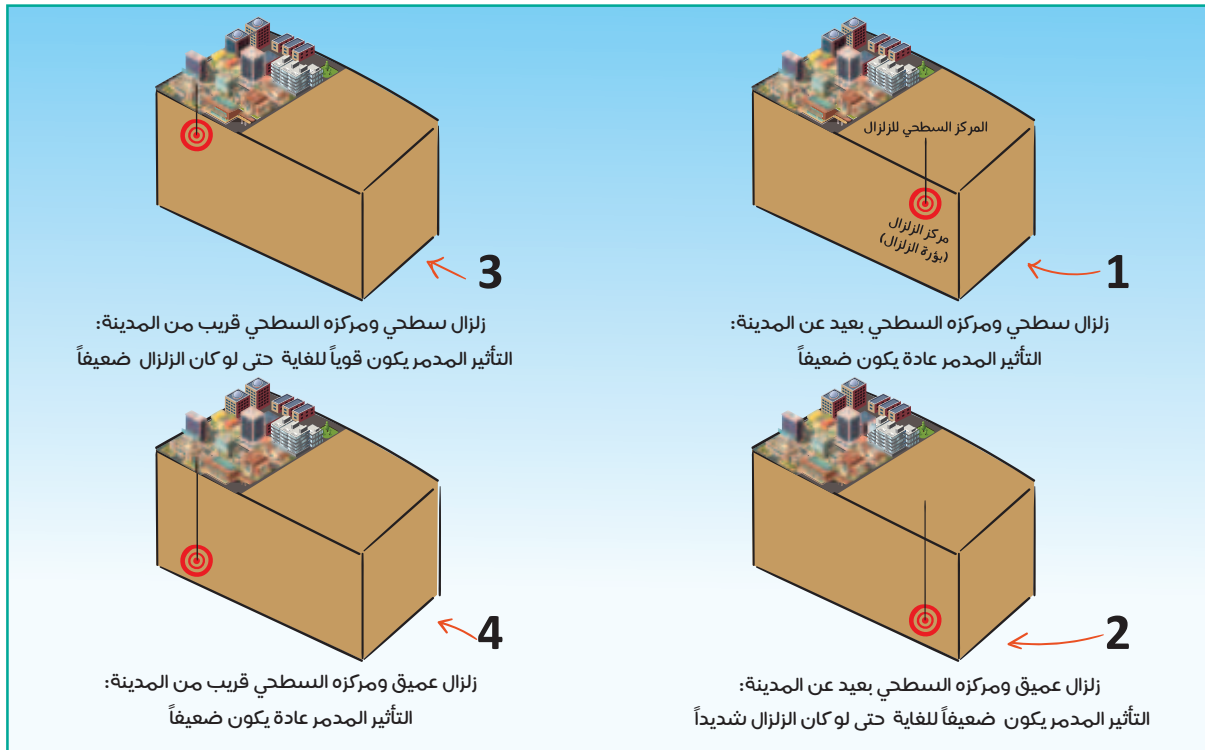 المركز السطحي للزلزال
مركز الزلزال
(بؤرة الزلزال)
1
زلزال سطحي ومركزه السطحي بعيد عن المدينة:
التأثير المدمر عادة يكون ضعيفاً
2
زلزال عميق ومركزه السطحي بعيد عن المدينة:
التأثير المدمر يكون ضعيفاً للغاية حتى لو كان الزلزال شديداً
3
زلزال سطحي ومركزه السطحي قريب من المدينة:
التأثير المدمر يكون قوياً للغاية حتى لو كان الزلزال ضعيفاً
4
زلزال عميق ومركزه السطحي قريب من المدينة:
التأثير المدمر عادة يكون ضعيفاً